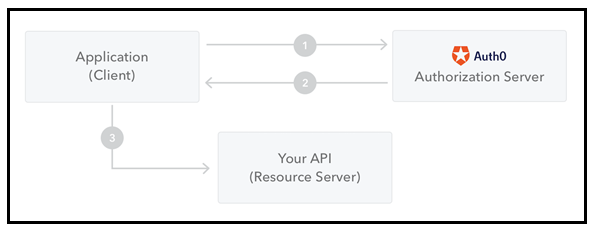 Application
(Client)
1
Auth0
Authorization Server
2
3
Your API
(Resource Server)